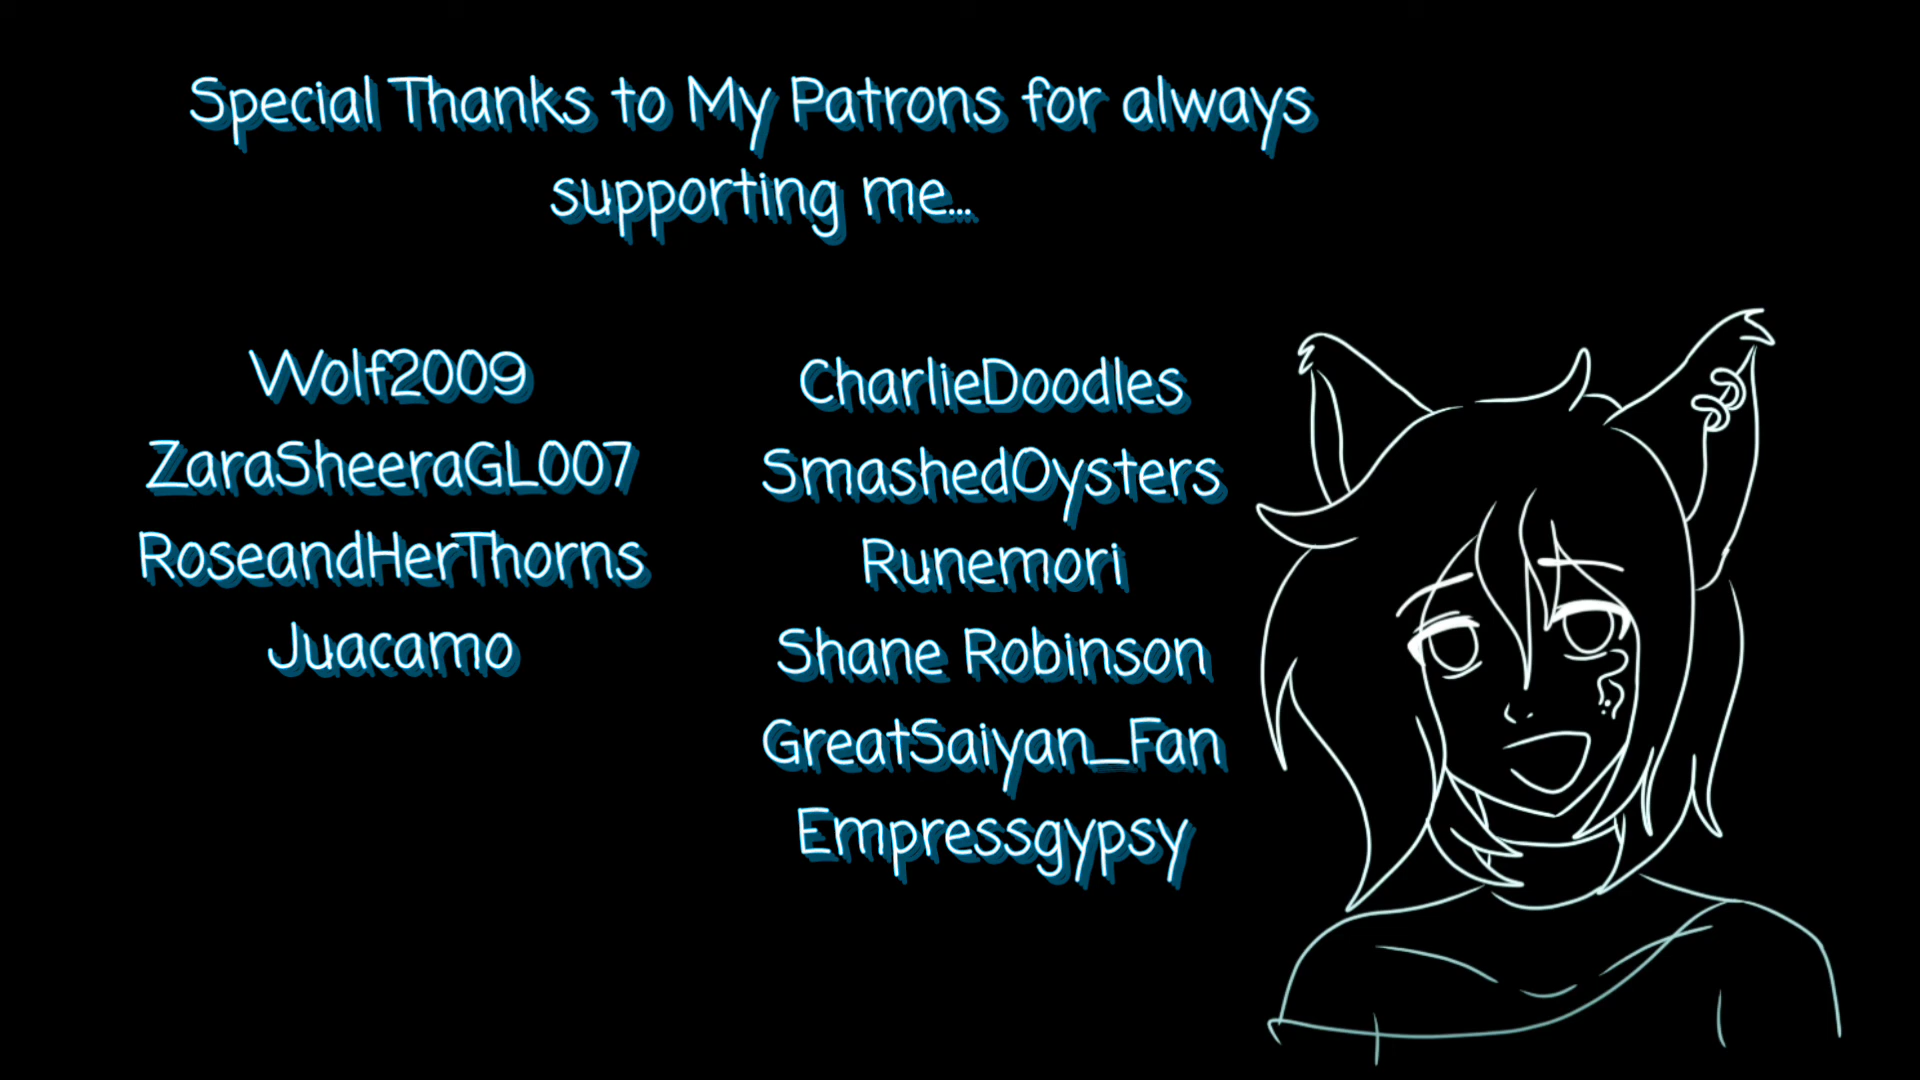 Special Thanks to My Patrons for always
supporting me...
Wolf2009
ZaraSheeraGL007
RoseandHerThorns
Juacamo
CharlieDoodles
SmashedOysters
Runemori
Shane Robinson
GreatSaiyan_Fan
Empressgypsy